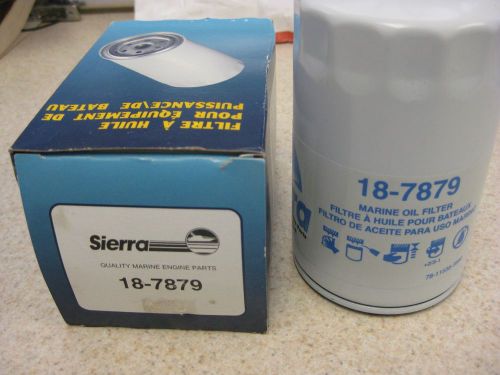 FILTRE À HUILE
POUR ÉQUIPEMENT DE
PUISSANCE\DE BATEAU
Sierra
QUALITY MARINE ENGINE PARTS
18-7879
18-7879
MARINE OIL FILTER
FILTRE À HUILE POUR BATEAUX
FILTRO DE ACEITE PARA USO